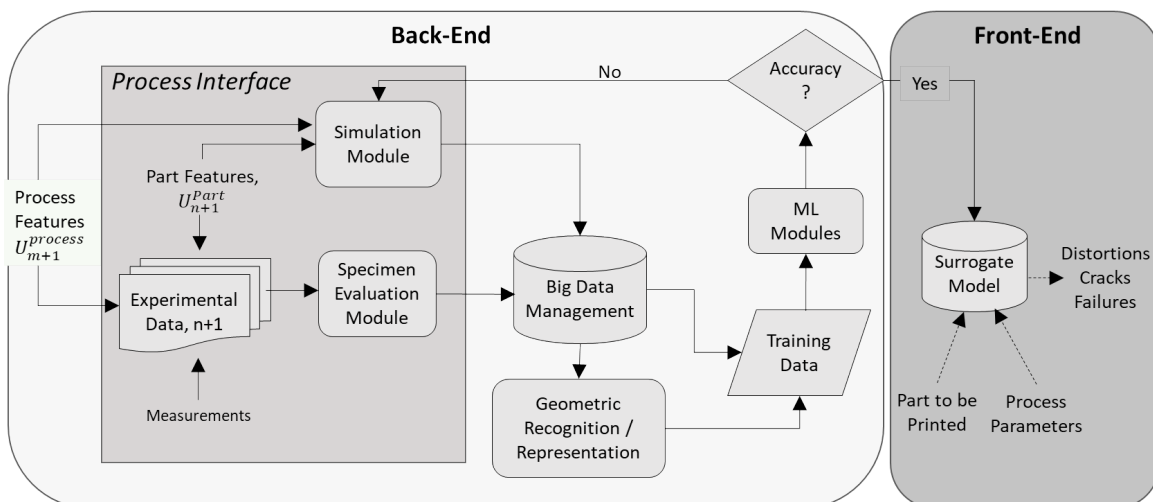 Back-End
Front-End
Process Interface
No
Accuracy
?
Yes
Simulation
Module
Part Features,
U_{n+1}^{Part}
Process
Features
U_{m+1}^{process}
ML
Modules
Experimental
Data, n+1
Specimen
Evaluation
Module
Big Data
Management
Surrogate
Model
Distortions
Cracks
Failures
Training
Data
Measurements
Geometric
Recognition /
Representation
Part to be
Printed
Process
Parameters